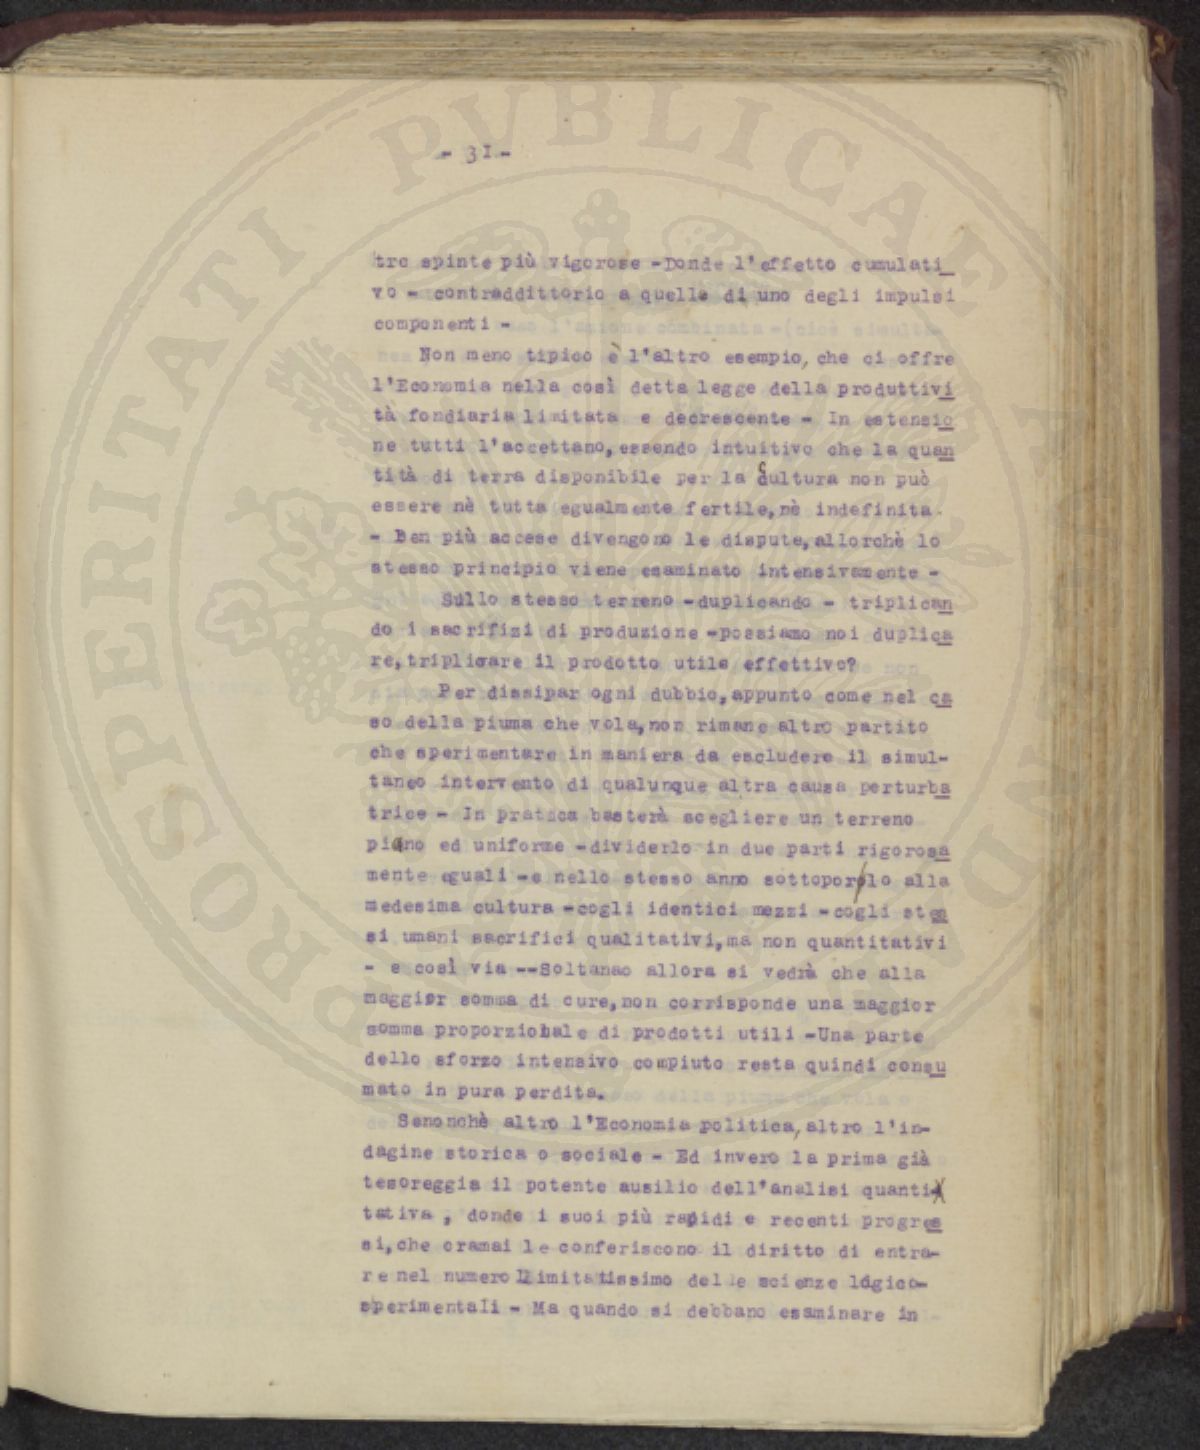 - 31 -
tre spinte più vigorose -Donde l'effetto cumulati_
vo - contraddittorio a quello di uno degli impulsi
componenti -
Non meno tipico è l'altro esempio, che ci offre
l'Economia nella così detta legge della produttivi
tà fondiaria limitata e decrescente - In estensio
ne tutti l'accettano, essendo intuitivo che la quan
tità di terra disponibile per la cultura non può
essere nè tutta egualmente fertile, nè indefinita.
- Ben più accese divengono le dispute, allorchè lo
stesso principio viene esaminato intensivamente -
Sullo stesso terreno -duplicando - triplican
do i sacrifizi di produzione -possiamo noi duplica
re, triplicare il prodotto utile effettivo?
Per dissipar ogni dubbio, appunto come nel ca
so della piuma che vola, non rimane altro partito
che sperimentare in maniera da escludere il simul-
taneo intervento di qualunque altra causa perturba
trice - In pratica basterà scegliere un terreno
piano ed uniforme -dividerlo in due parti rigorosa
mente eguali -e nello stesso anno sottoporlo alla
medesima cultura -cogli identici mezzi -cogli stes
si umani sacrifici qualitativi, ma non quantitativi
- e così via --Soltanao allora si vedrà che alla
maggior somma di cure, non corrisponde una maggior
somma proporzionale di prodotti utili -Una parte
dello sforzo intensivo compiuto resta quindi consu
mato in pura perdita.
Senonchè altro l'Economia politica, altro l'in-
dagine storica o sociale - Ed invero la prima già
tesoreggia il potente ausilio dell'analisi quanti
tativa, donde i suoi più rapidi e recenti progres
si, che oramai le conferiscono il diritto di entra-
re nel numero limitatissimo delle scienze lógico-
sperimentali - Ma quando si debbano esaminare in
PROSPERITATI PUBLICAE